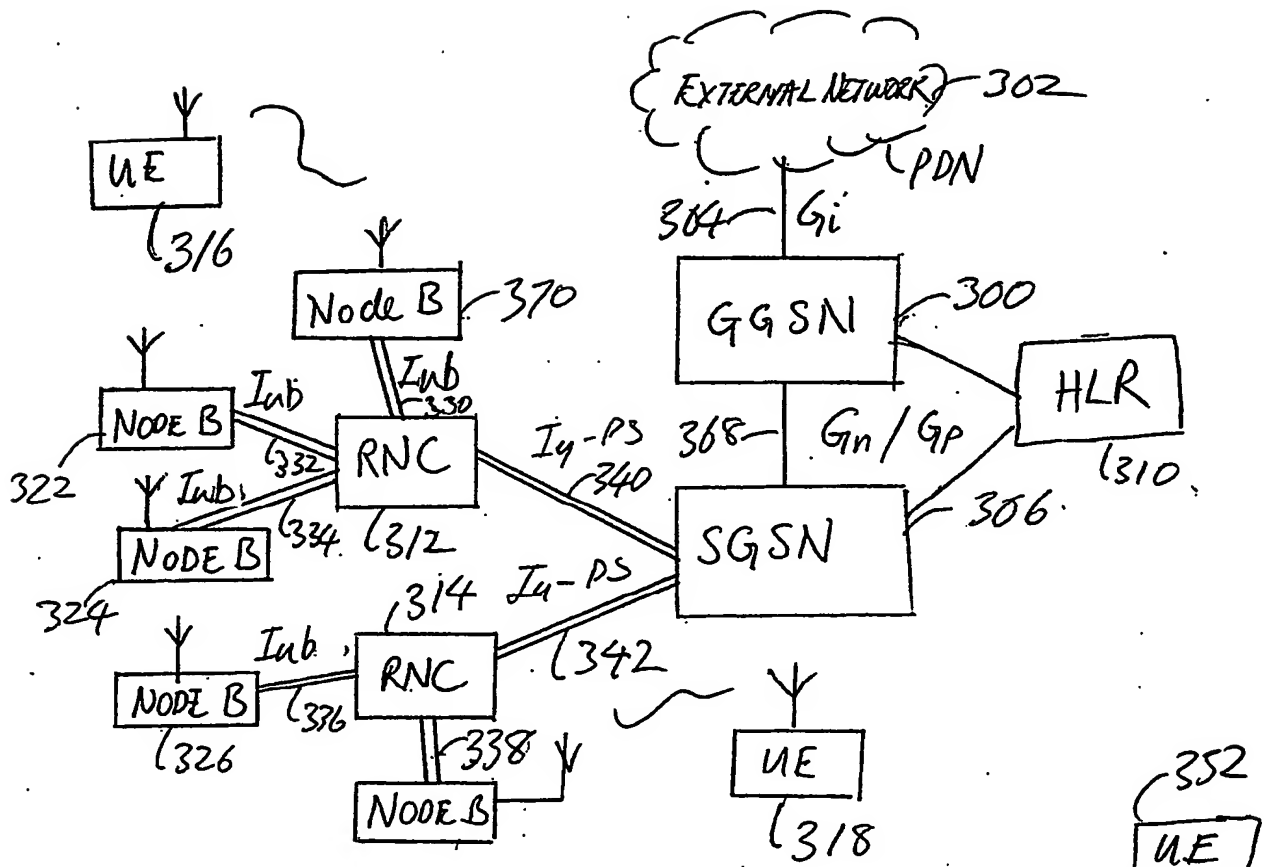 EXTERNAL NETWORK
302
PDN
304
Gi
UE
316
Node B
370
GGSN
300
Iub
330
HLR
310
NODE B
322
Iub
332
RNC
312
Iu-PS
340
368
Gn/Gp
Iub
334
NODE B
324
SGSN
306
314
Iu-PS
342
Iub
NODE B
326
336
RNC
338
NODE B
UE
318
352
UE